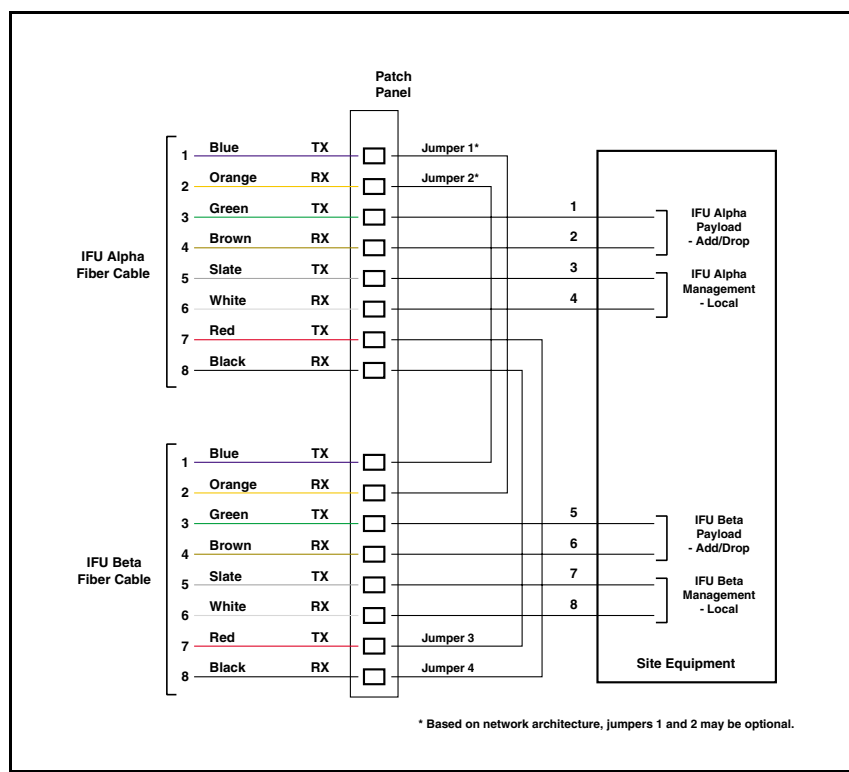 Patch
Panel
1 Blue TX Jumper 1*
2 Orange RX Jumper 2*
3 Green TX 1
4 Brown RX 2
5 Slate TX 3
6 White RX 4
7 Red TX
8 Black RX
IFU Alpha
Fiber Cable
IFU Alpha
Payload
- Add/Drop
IFU Alpha
Management
- Local
1 Blue TX
2 Orange RX
3 Green TX 5
4 Brown RX 6
5 Slate TX 7
6 White RX 8
7 Red TX Jumper 3
8 Black RX Jumper 4
IFU Beta
Fiber Cable
IFU Beta
Payload
- Add/Drop
IFU Beta
Management
- Local
Site Equipment
* Based on network architecture, jumpers 1 and 2 may be optional.